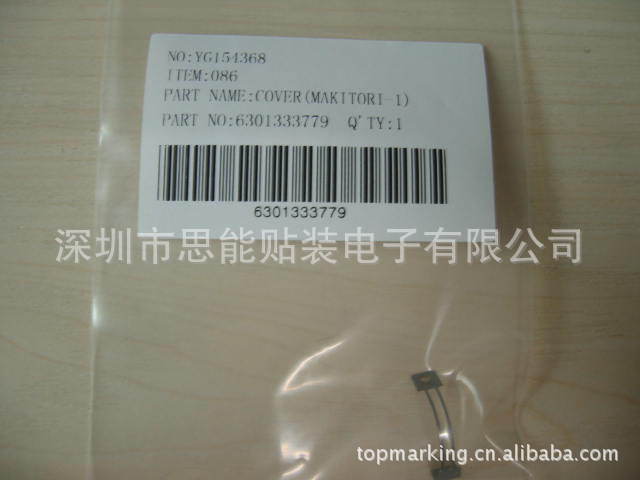 NO:YG154368
ITEM:086
PART NAME:COVER(MAKITORI-1)
PART NO:6301333779 Q'TY:1
6301333779
深圳市思能贴装电子有限公司
topmarking.cn.alibaba.com